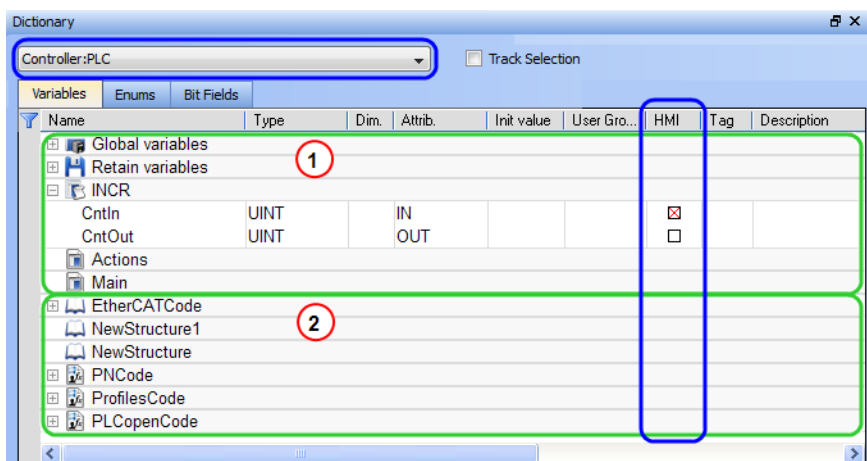 Dictionary
Controller:PLC Track Selection
Variables Enums Bit Fields
Name Type Dim. Attrib. Init value User Gro... HMI Tag Description
Global variables
1
Retain variables
INCR
CntIn UINT IN
CntOut UINT OUT
Actions
Main
EtherCATCode
2
NewStructure1
NewStructure
PNCode
ProfilesCode
PLCopenCode